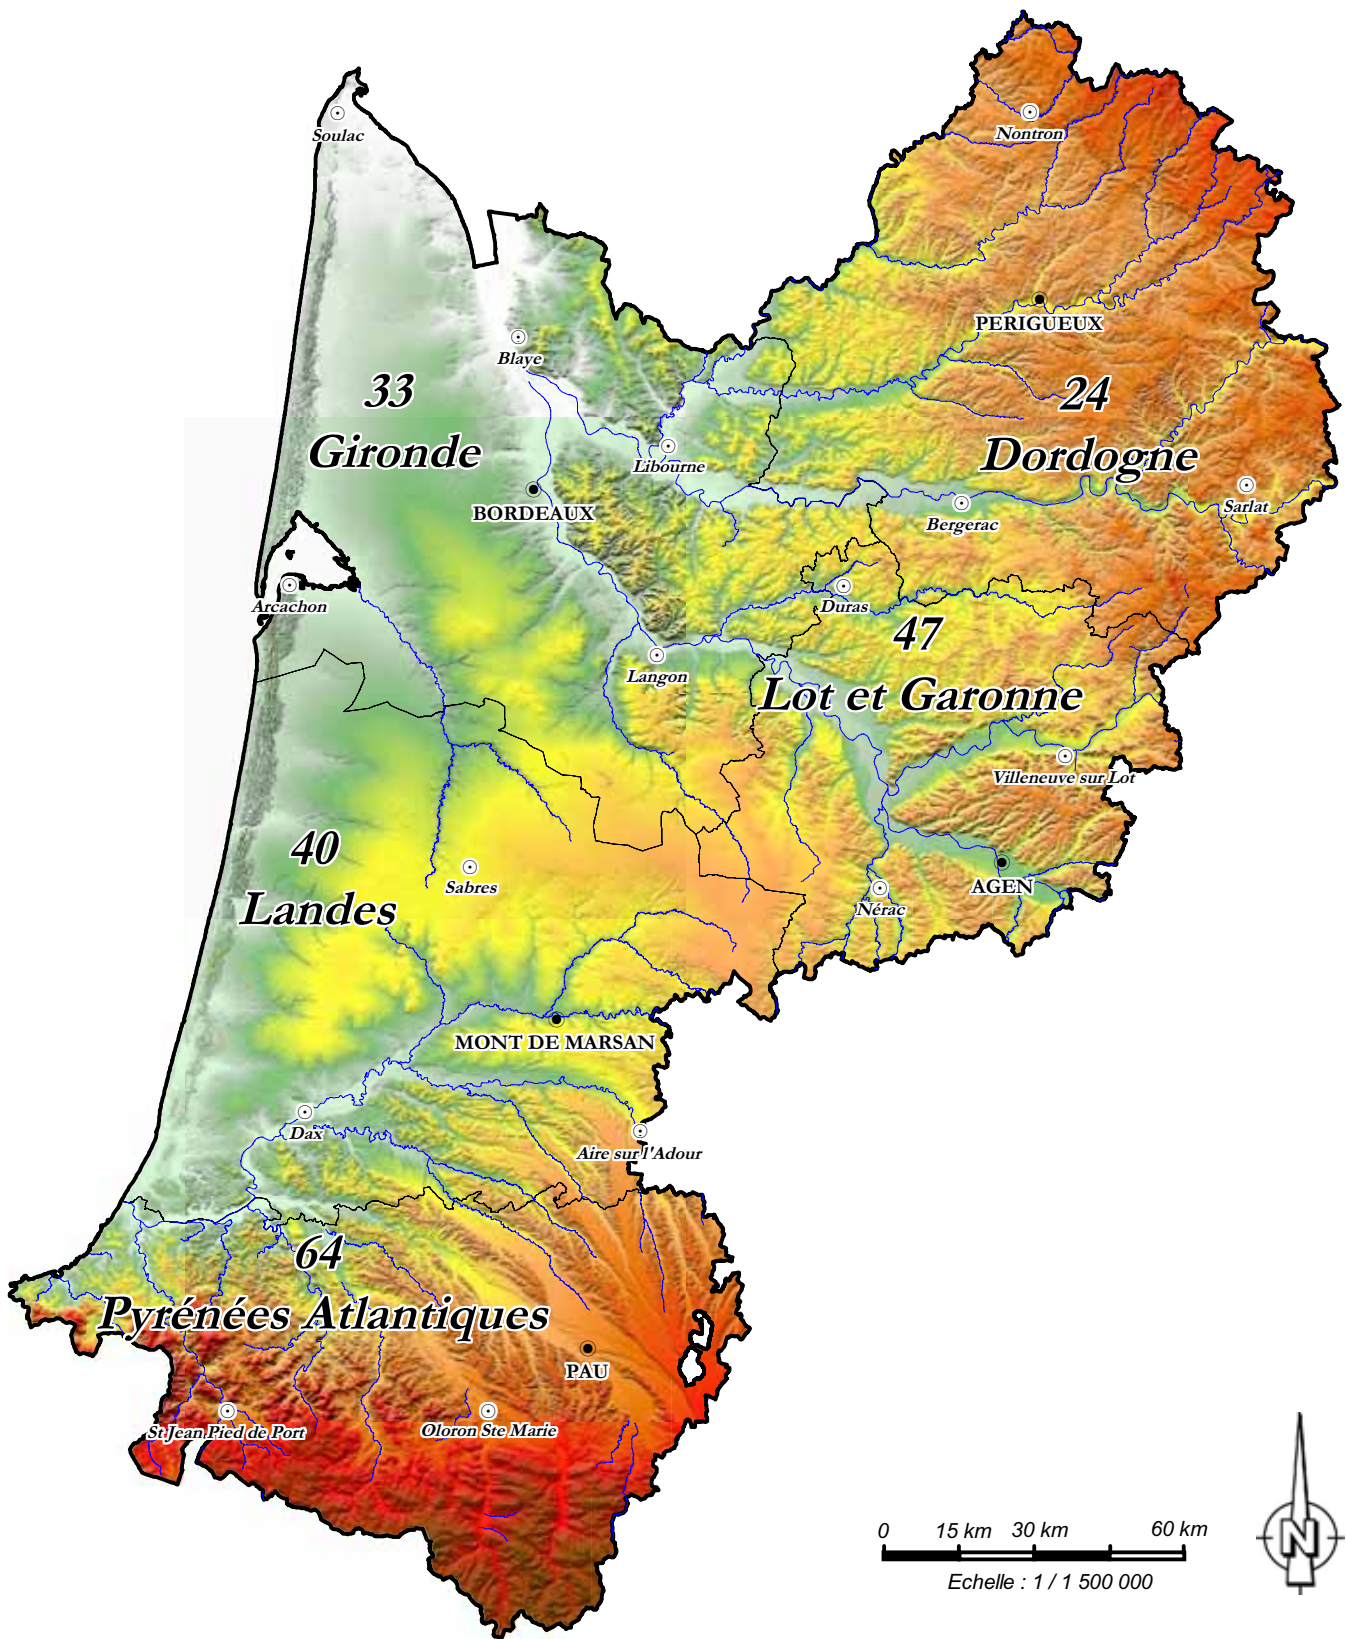 Soulac
Nontron
PERIGUEUX
Blaye
33
Gironde
24
Dordogne
Libourne
Sarlat
BORDEAUX
Bergerac
Arcachon
Duras
47
Lot et Garonne
Langon
Villeneuve sur Lot
40
Landes
Sabres
AGEN
Nérac
MONT DE MARSAN
Dax
Aire sur l'Adour
64
Pyrénées Atlantiques
PAU
St Jean Pied de Port
Oloron Ste Marie
0 15 km 30 km 60 km
Echelle : 1 / 1 500 000
N